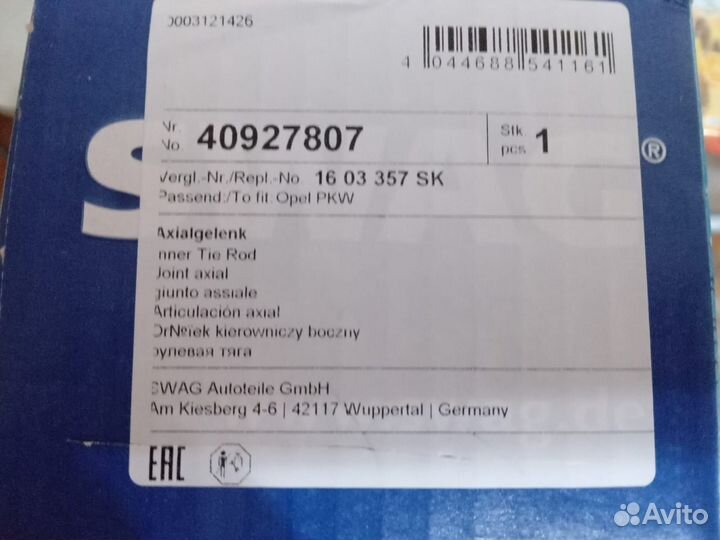 0003121426
4 044688 541161
Nr.
No. 40927807
Stk
pcs 1
SWAG®
Vergl.-Nr./Repl.-No. 16 03 357 SK
Passend:/To fit:Opel PKW
Axialgelenk
Inner Tie Rod
Joint axial
giunto assiale
Articulación axial
Dr№iek kierowniczy boczny
рулевая тяга
SWAG Autoteile GmbH
Am Kiesberg 4-6 | 42117 Wuppertal | Germany
EAC
Avito